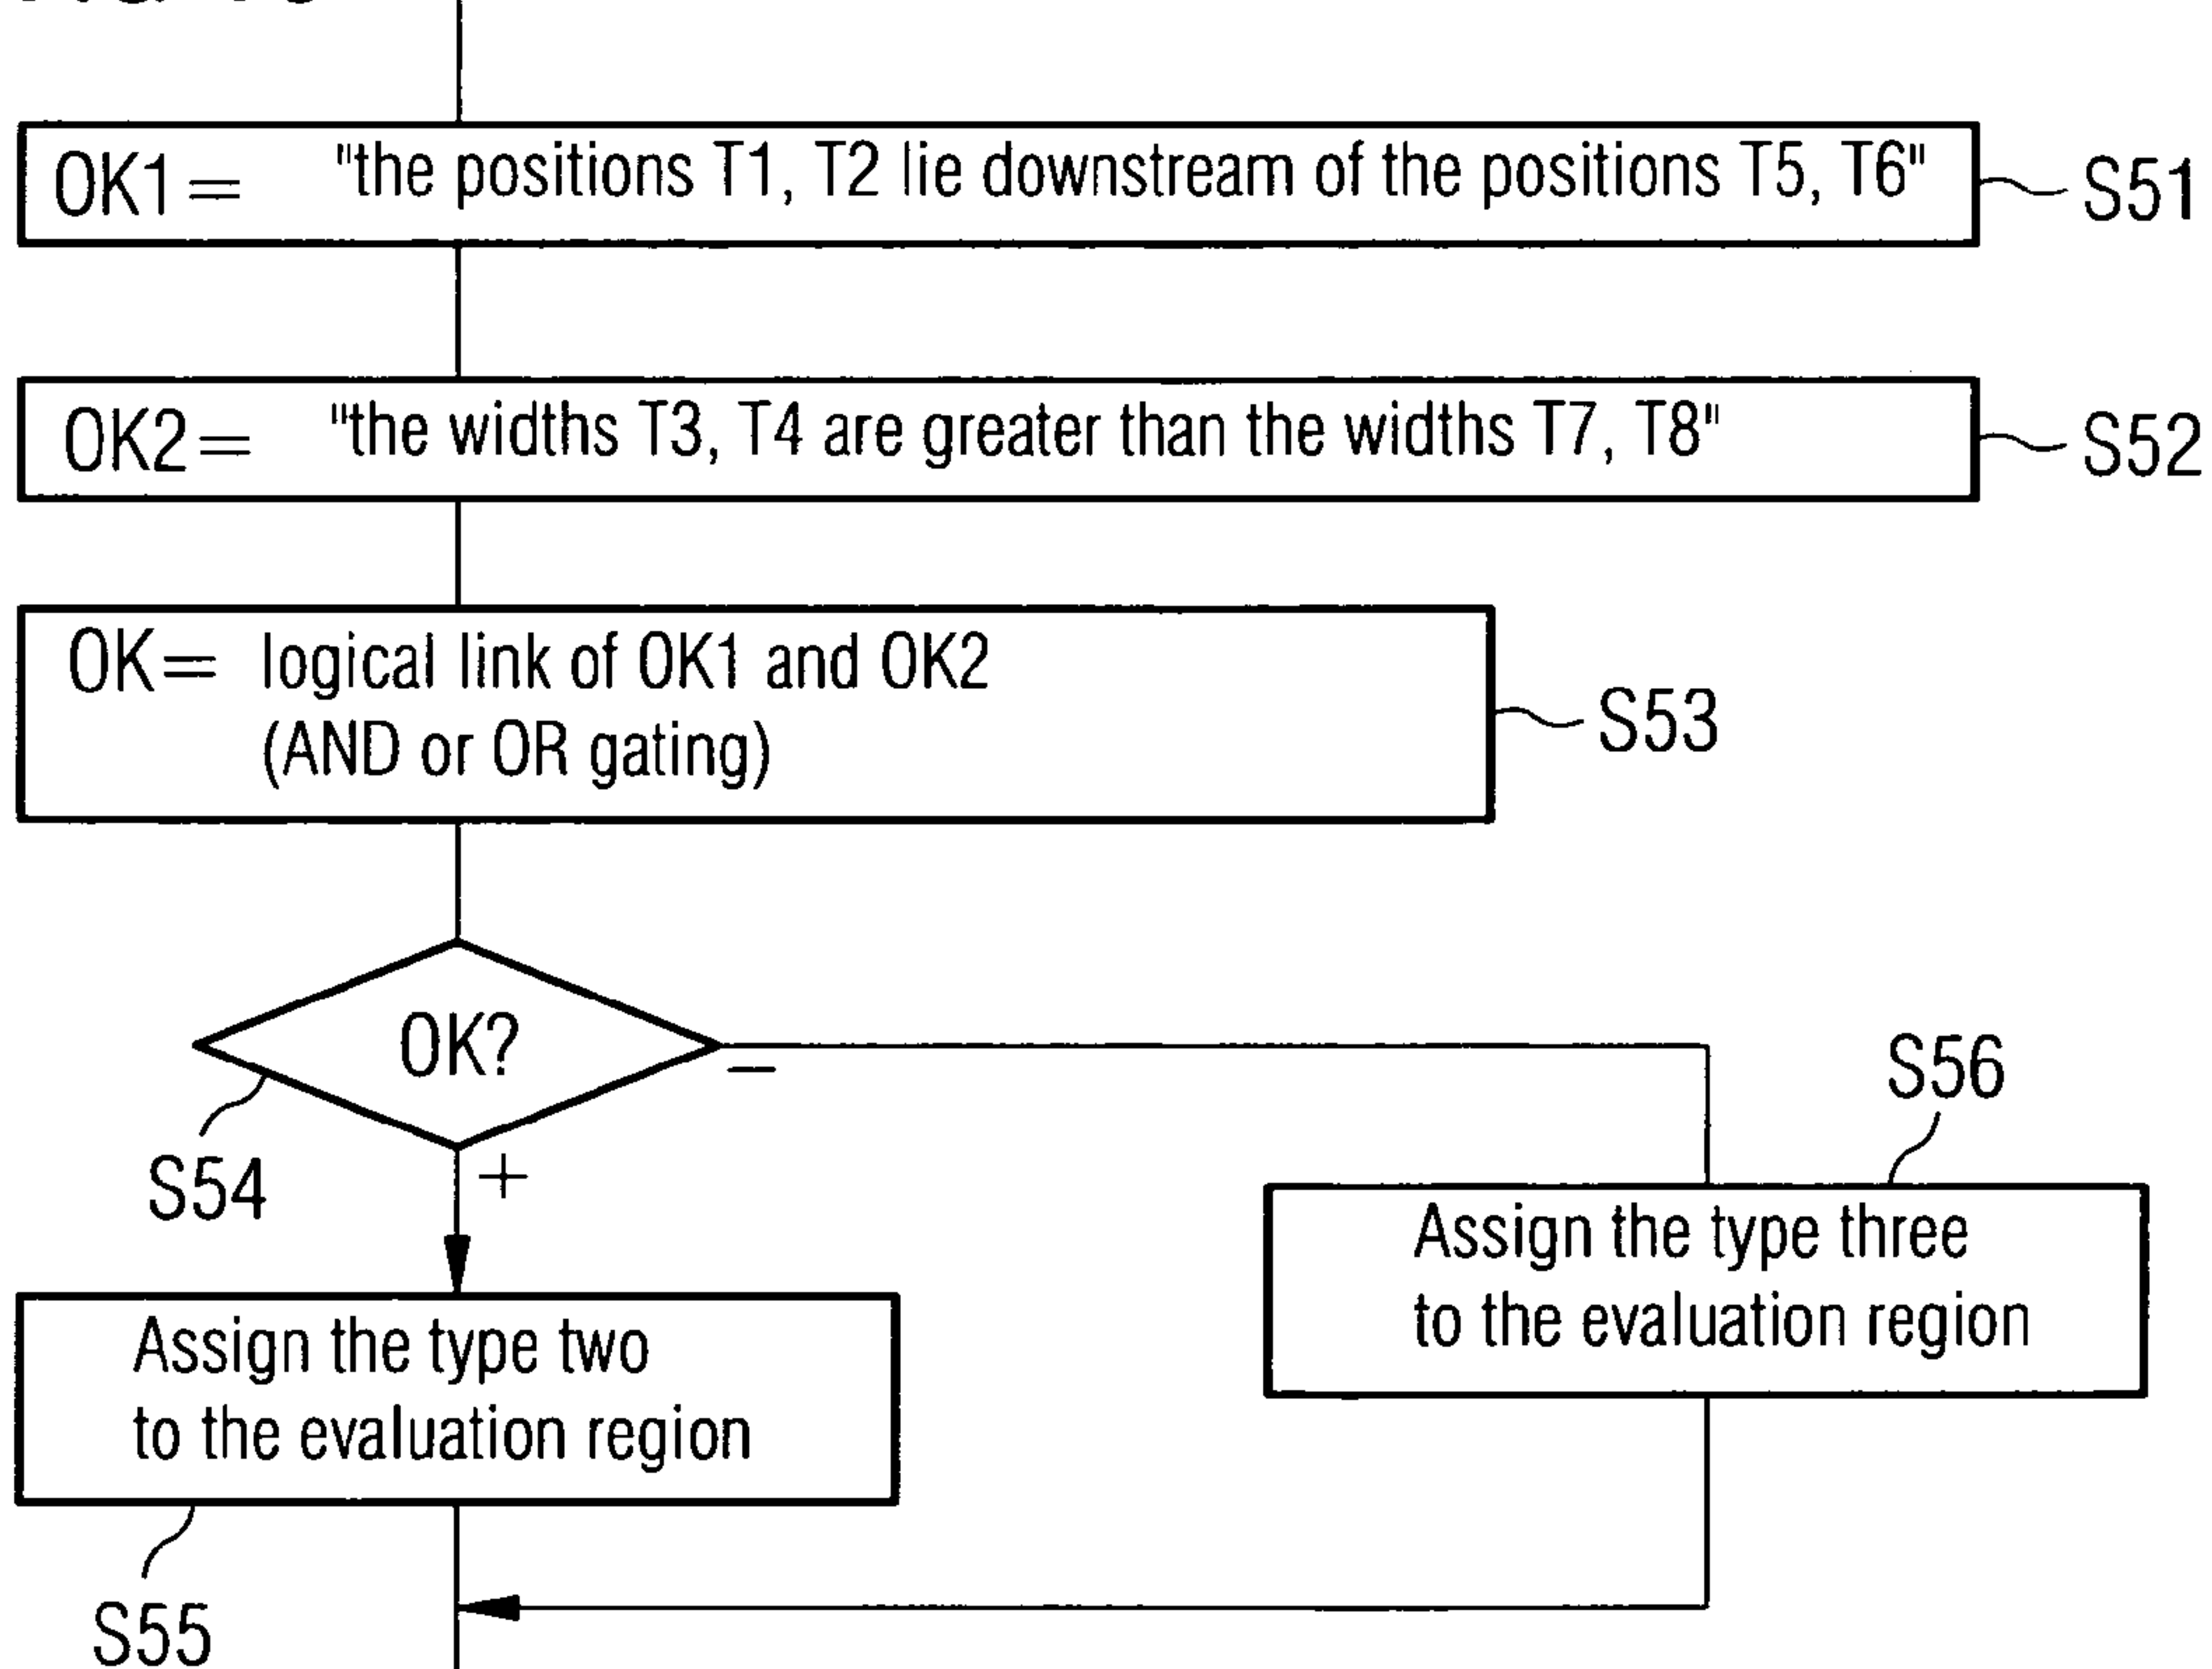 OK1= "the positions T1, T2 lie downstream of the positions T5, T6"
S51
OK2= "the widths T3, T4 are greater than the widths T7, T8"
S52
OK= logical link of OK1 and OK2
(AND or OR gating)
S53
OK?
−
S54
+
S56
Assign the type three
to the evaluation region
Assign the type two
to the evaluation region
S55